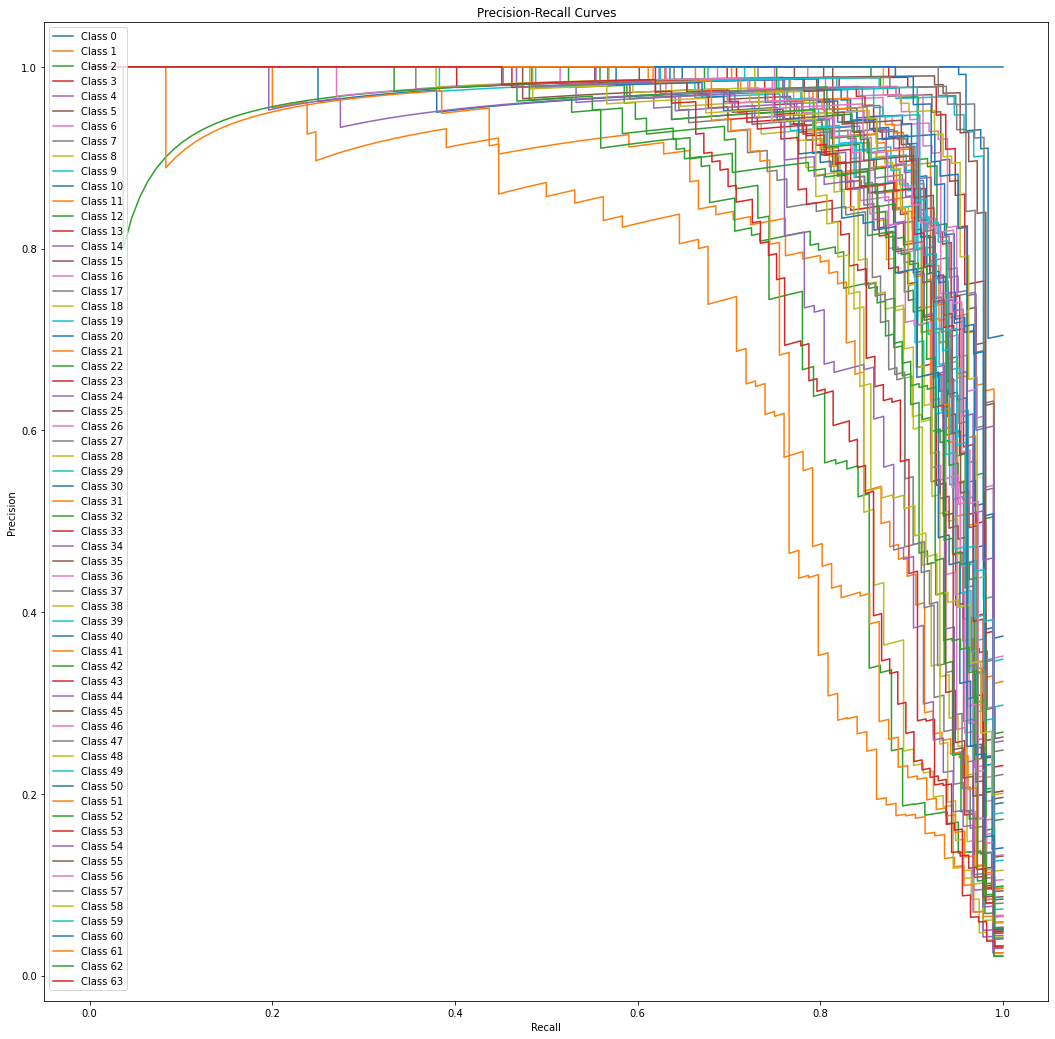 Precision-Recall Curves
Class 0
Class 1
Class 2
Class 3
Class 4
Class 5
Class 6
Class 7
Class 8
Class 9
Class 10
Class 11
Class 12
Class 13
Class 14
Class 15
Class 16
Class 17
Class 18
Class 19
Class 20
Class 21
Class 22
Class 23
Class 24
Class 25
Class 26
Class 27
Class 28
Class 29
Class 30
Class 31
Class 32
Class 33
Class 34
Class 35
Class 36
Class 37
Class 38
Class 39
Class 40
Class 41
Class 42
Class 43
Class 44
Class 45
Class 46
Class 47
Class 48
Class 49
Class 50
Class 51
Class 52
Class 53
Class 54
Class 55
Class 56
Class 57
Class 58
Class 59
Class 60
Class 61
Class 62
Class 63
1.0
0.8
0.6
0.4
0.2
0.0
Precision
0.0 0.2 0.4 0.6 0.8 1.0
Recall